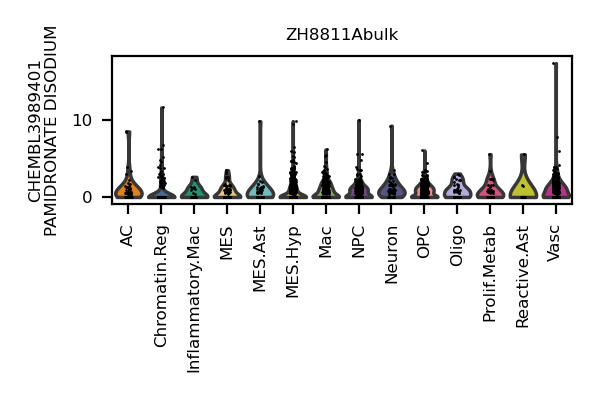 ZH8811Abulk
CHEMBL3989401
PAMIDRONATE DISODIUM
10
0
AC
Chromatin.Reg
Inflammatory.Mac
MES
MES.Ast
MES.Hyp
Mac
NPC
Neuron
OPC
Oligo
Prolif.Metab
Reactive.Ast
Vasc